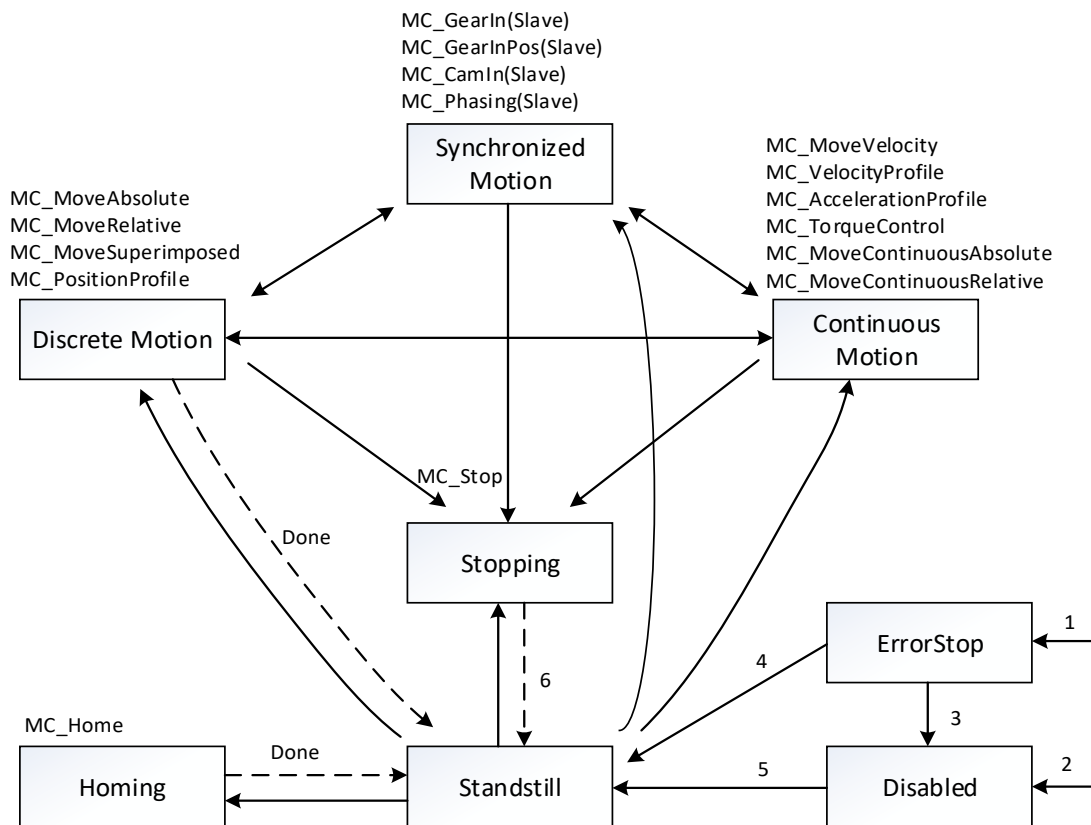 MC_GearIn(Slave)
MC_GearInPos(Slave)
MC_CamIn(Slave)
MC_Phasing(Slave)
Synchronized
Motion
MC_MoveVelocity
MC_VelocityProfile
MC_AccelerationProfile
MC_TorqueControl
MC_MoveContinuousAbsolute
MC_MoveContinuousRelative
MC_MoveAbsolute
MC_MoveRelative
MC_MoveSuperimposed
MC_PositionProfile
Discrete Motion
Continuous
Motion
MC_Stop
Done
Stopping
ErrorStop
1
4
6
3
MC_Home
Done
Homing
Standstill
5
Disabled
2